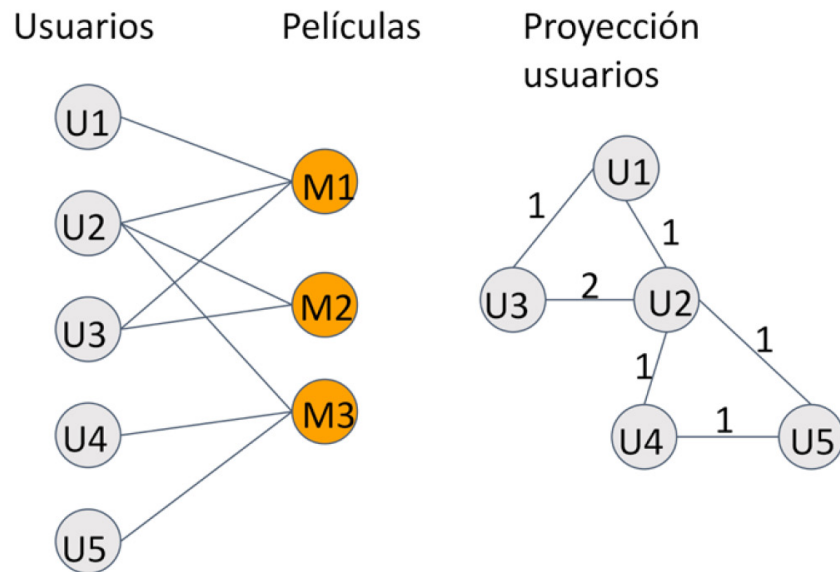 Usuarios
Películas
Proyección
usuarios
U1
U2
U3
U4
U5
M1
M2
M3
U1
1
1
U3
2
U2
1
1
U4
1
U5